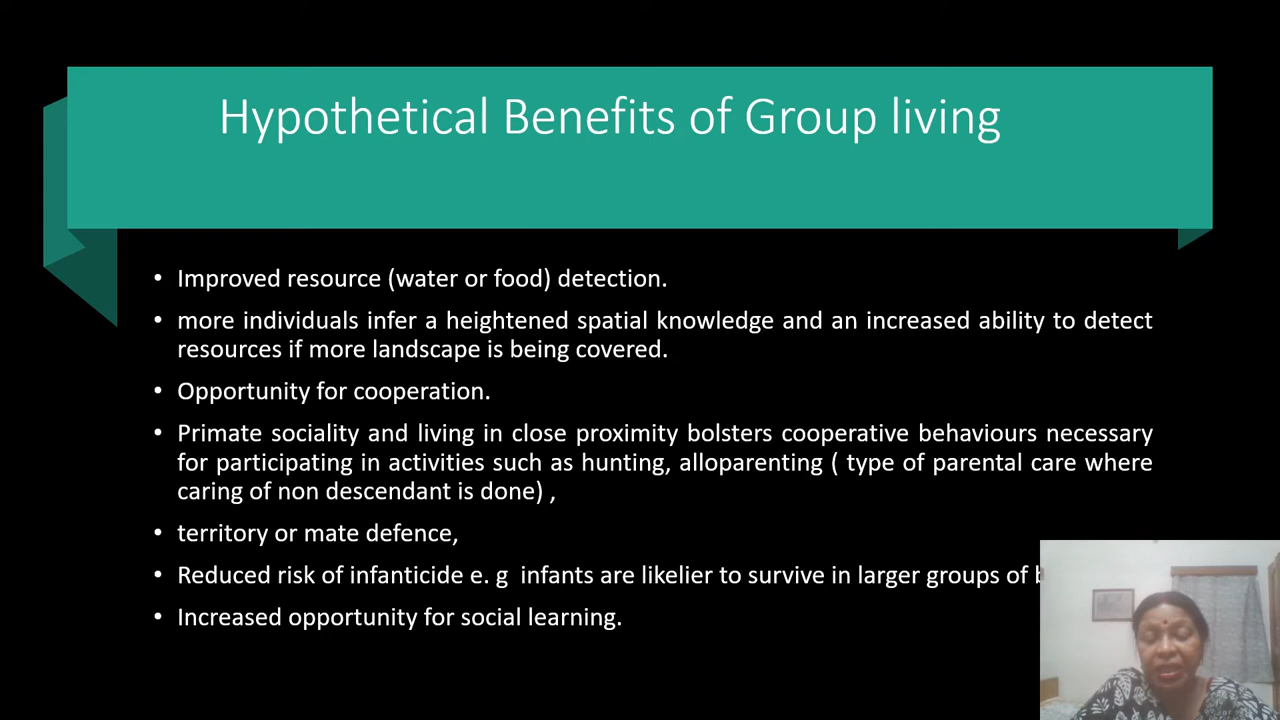 Hypothetical Benefits of Group living
• Improved resource (water or food) detection.
• more individuals infer a heightened spatial knowledge and an increased ability to detect
resources if more landscape is being covered.
• Opportunity for cooperation.
• Primate sociality and living in close proximity bolsters cooperative behaviours necessary
for participating in activities such as hunting, alloparenting ( type of parental care where
caring of non descendant is done) ,
• territory or mate defence,
• Reduced risk of infanticide e. g infants are likelier to survive in larger groups of
• Increased opportunity for social learning.